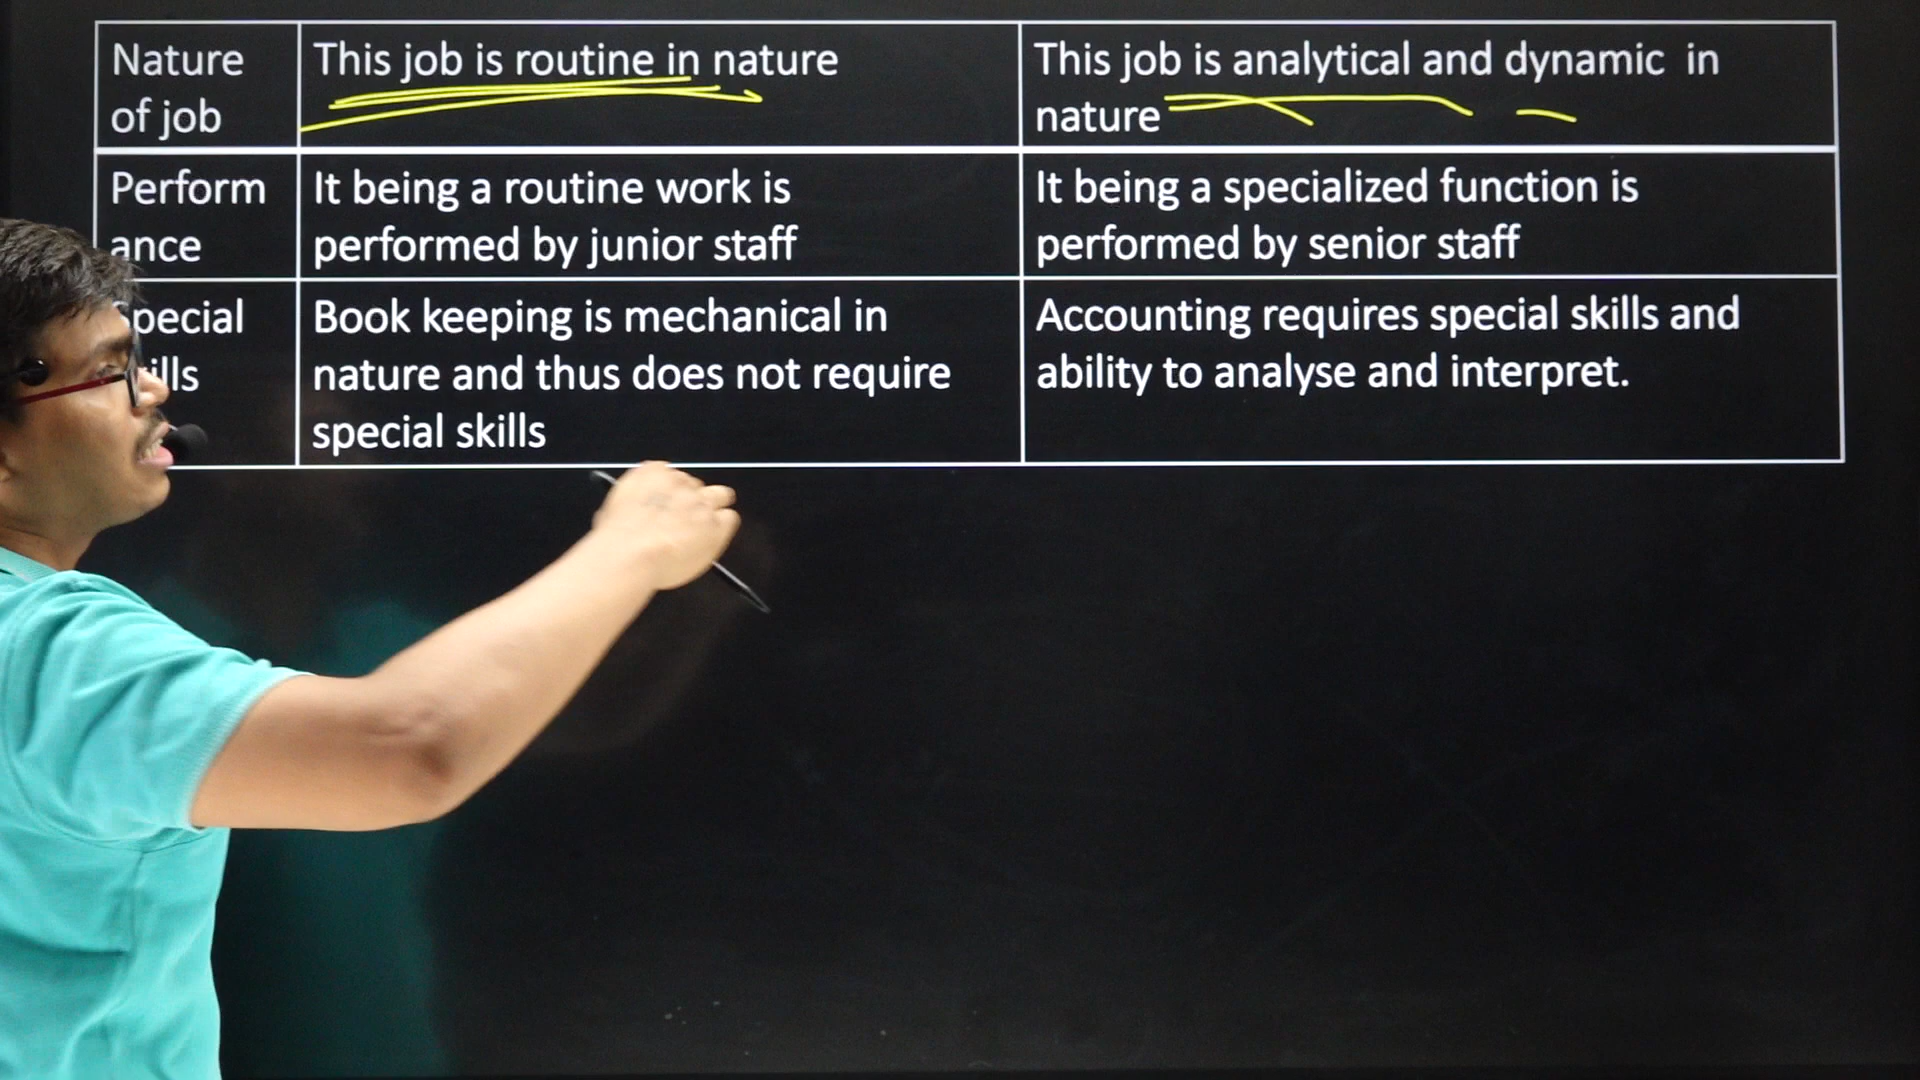 Nature
of job
This job is routine in nature
This job is analytical and dynamic in
nature
Perform
ance
It being a routine work is
performed by junior staff
It being a specialized function is
performed by senior staff
Special
Book keeping is mechanical in
nature and thus does not require
special skills
Accounting requires special skills and
ability to analyse and interpret.